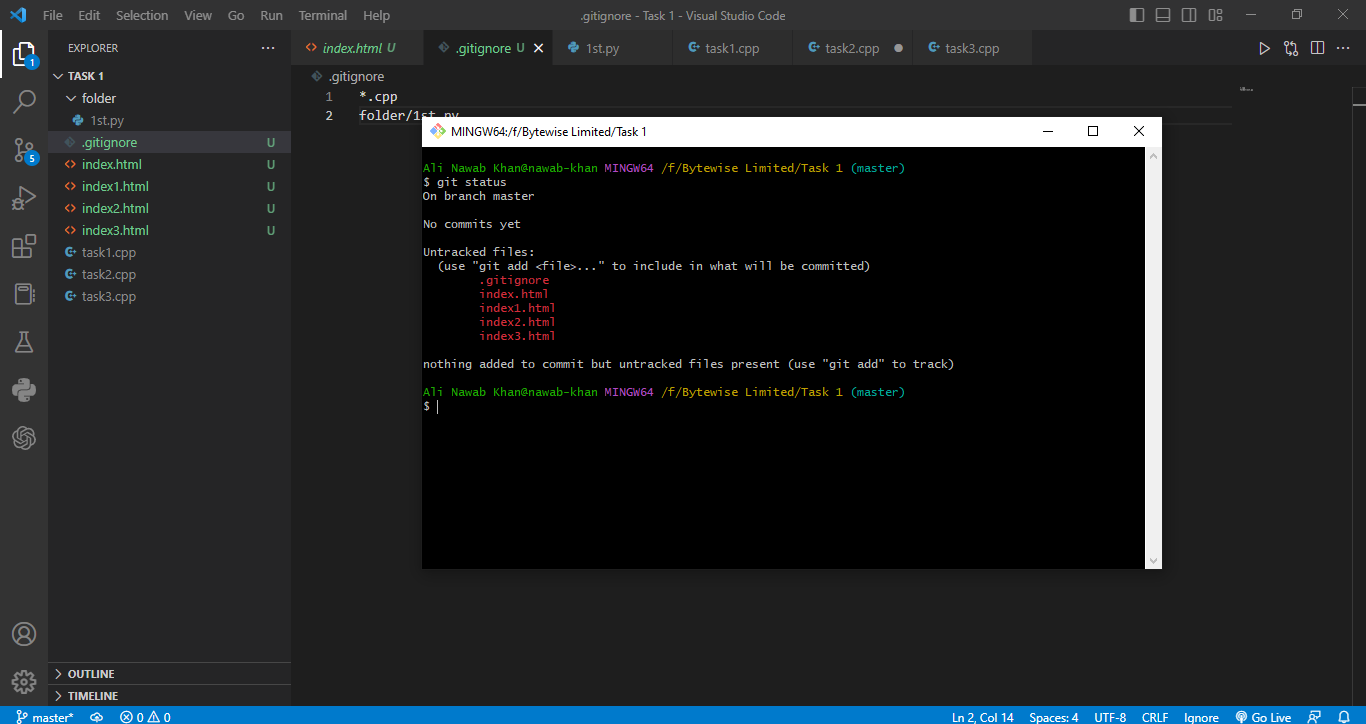 File Edit Selection View Go Run Terminal Help
.gitignore - Task 1 - Visual Studio Code
EXPLORER
index.html U
.gitignore U
1st.py
task1.cpp
task2.cpp
task3.cpp
1
TASK 1
folder
1st.py
.gitignore U
index.html U
index1.html U
index2.html U
index3.html U
task1.cpp
task2.cpp
task3.cpp
5
.gitignore
1 *.cpp
2 folder/1st.py
MINGW64:/f/Bytewise Limited/Task 1
Ali Nawab Khan@nawab-khan MINGW64 /f/Bytewise Limited/Task 1 (master)
$ git status
On branch master
No commits yet
Untracked files:
(use "git add <file>..." to include in what will be committed)
.gitignore
index.html
index1.html
index2.html
index3.html
nothing added to commit but untracked files present (use "git add" to track)
Ali Nawab Khan@nawab-khan MINGW64 /f/Bytewise Limited/Task 1 (master)
$
OUTLINE
TIMELINE
master* 0 0 Ln 2, Col 14 Spaces: 4 UTF-8 CRLF Ignore Go Live